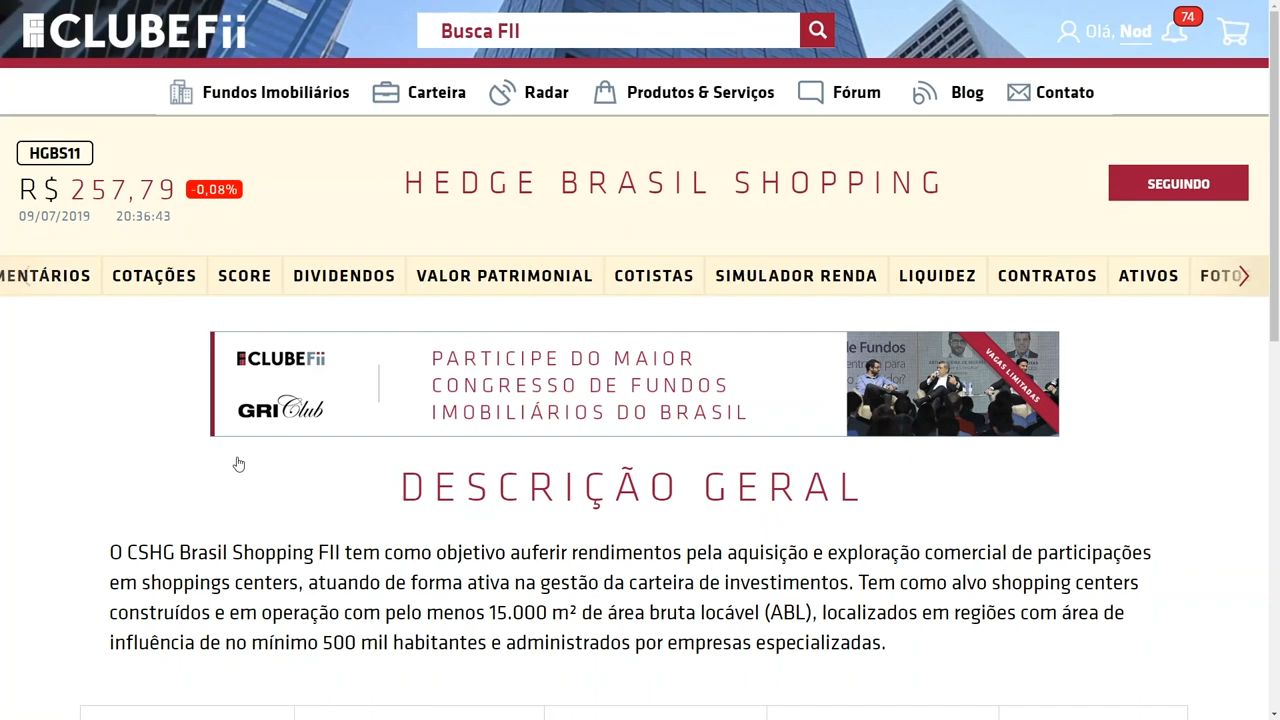 CLUBEFii
Busca FII
Olá, Nod
74
Fundos Imobiliários
Carteira
Radar
Produtos & Serviços
Fórum
Blog
Contato
HGBS11
R$ 257,79
-0,08%
09/07/2019 20:36:43
HEDGE BRASIL SHOPPING
SEGUINDO
MENTÁRIOS
COTAÇÕES
SCORE
DIVIDENDOS
VALOR PATRIMONIAL
COTISTAS
SIMULADOR RENDA
LIQUIDEZ
CONTRATOS
ATIVOS
FOTO
CLUBEFii
GRI Club
PARTICIPE DO MAIOR
CONGRESSO DE FUNDOS
IMOBILIÁRIOS DO BRASIL
de Fundos
VAGAS LIMITADAS
DESCRIÇÃO GERAL
O CSHG Brasil Shopping FII tem como objetivo auferir rendimentos pela aquisição e exploração comercial de participações
em shoppings centers, atuando de forma ativa na gestão da carteira de investimentos. Tem como alvo shopping centers
construídos e em operação com pelo menos 15.000 m² de área bruta locável (ABL), localizados em regiões com área de
influência de no mínimo 500 mil habitantes e administrados por empresas especializadas.